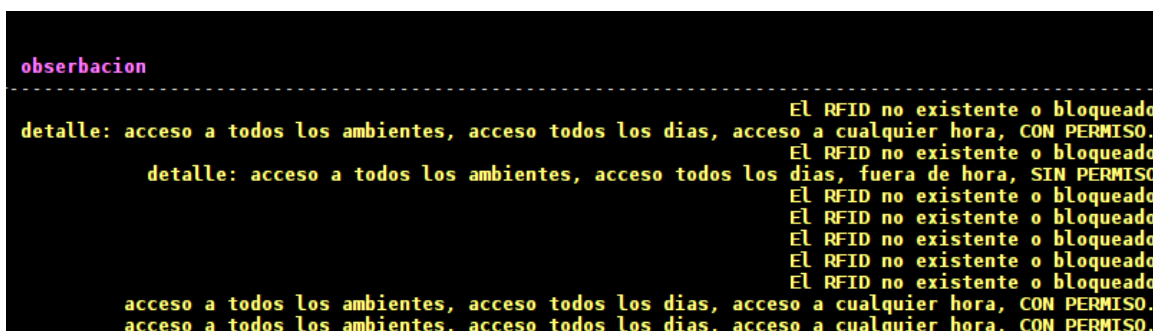 obserbacion
El RFID no existente o bloqueado
detalle: acceso a todos los ambientes, acceso todos los dias, acceso a cualquier hora, CON PERMISO.
El RFID no existente o bloqueado
detalle: acceso a todos los ambientes, acceso todos los dias, fuera de hora, SIN PERMISO
El RFID no existente o bloqueado
El RFID no existente o bloqueado
El RFID no existente o bloqueado
El RFID no existente o bloqueado
El RFID no existente o bloqueado
acceso a todos los ambientes, acceso todos los dias, acceso a cualquier hora, CON PERMISO.
acceso a todos los ambientes, acceso todos los dias, acceso a cualquier hora, CON PERMISO.